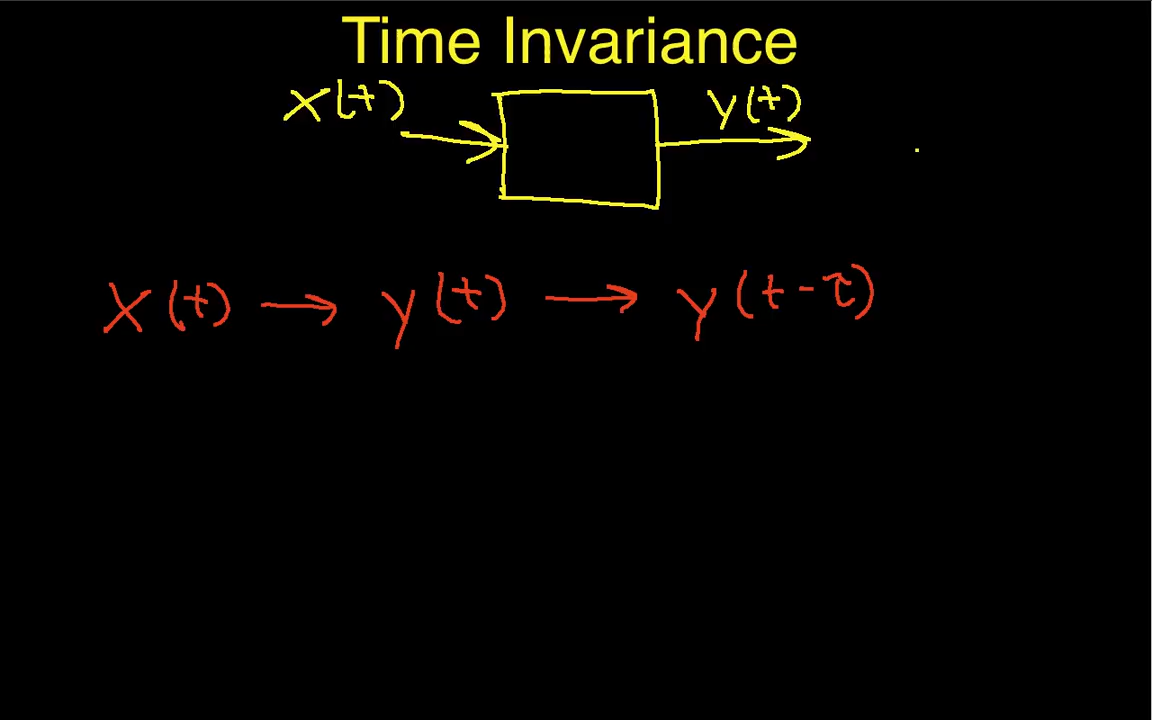 Time Invariance
x(t) y(t)
x(t) → y(t) → y(t-τ)